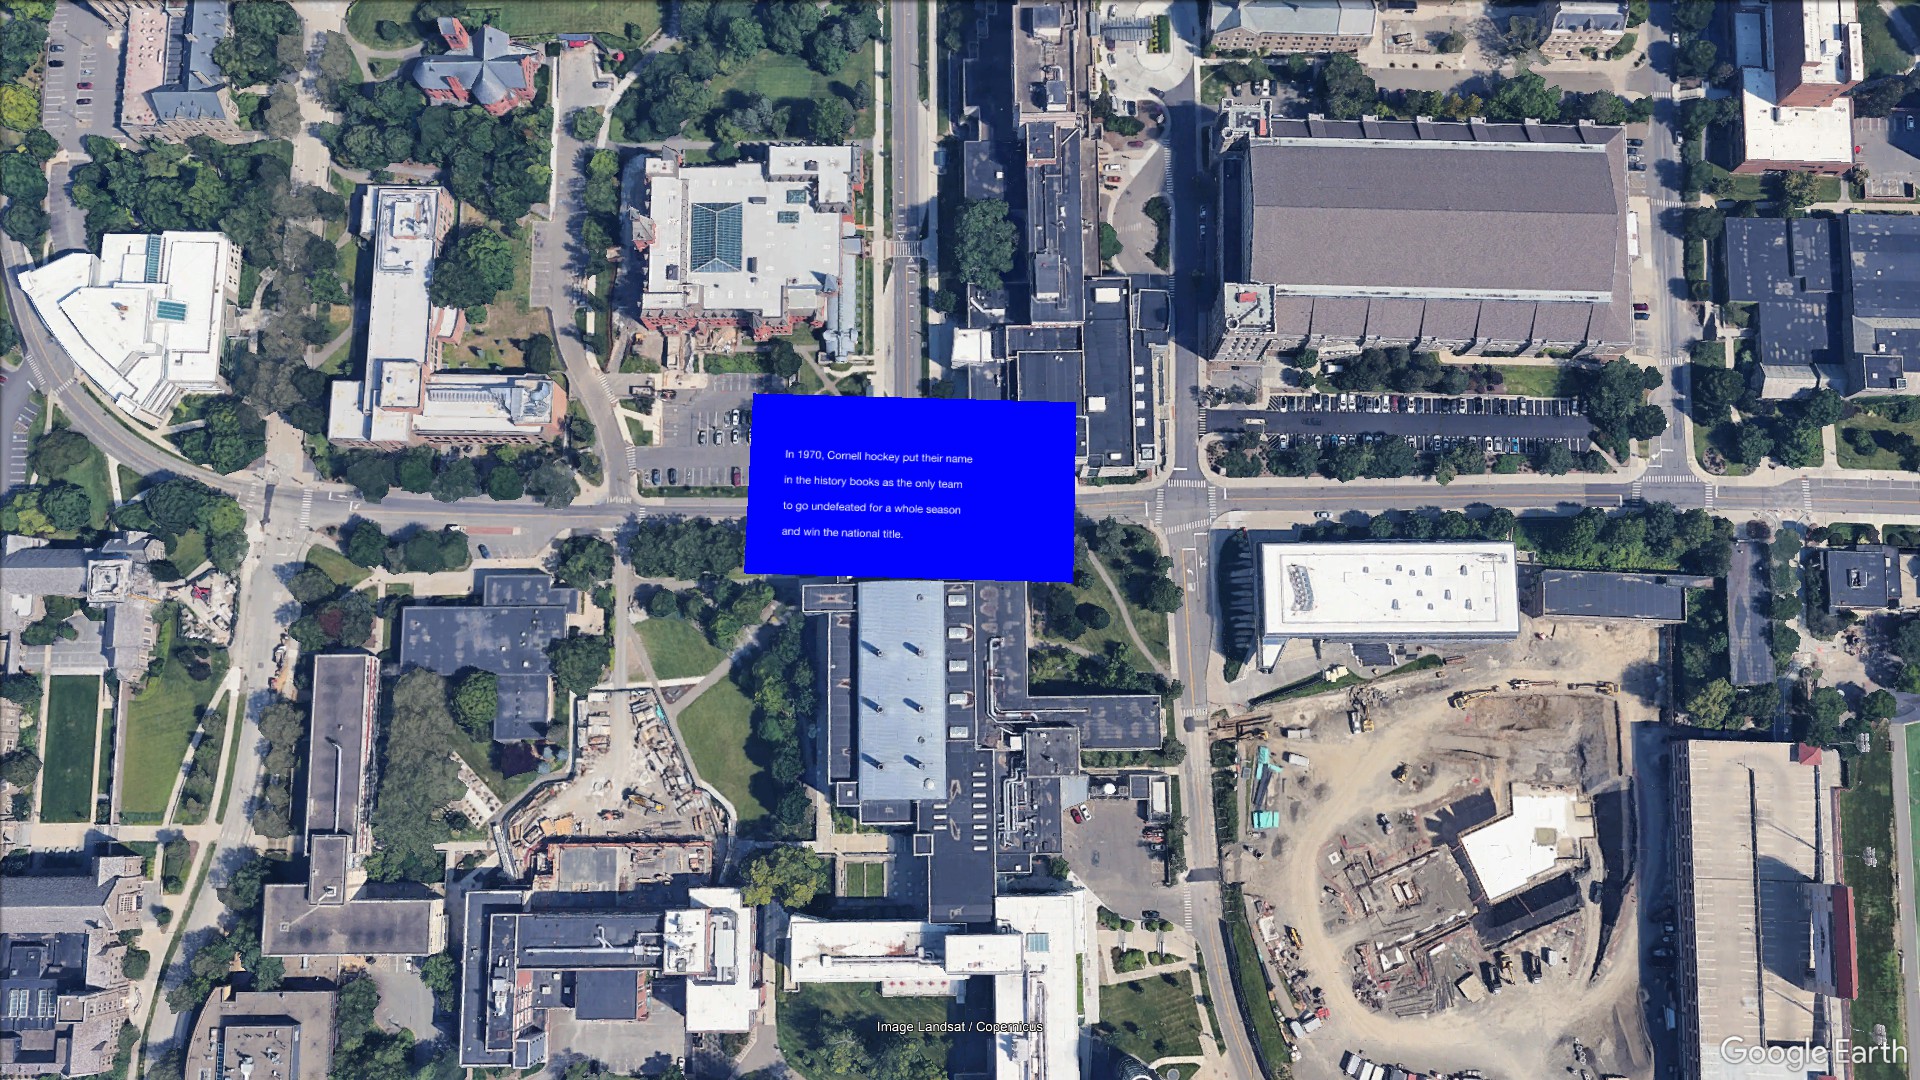 In 1970, Cornell hockey put their name
in the history books as the only team
to go undefeated for a whole season
and win the national title.
Image Landsat / Copernicus
Google Earth